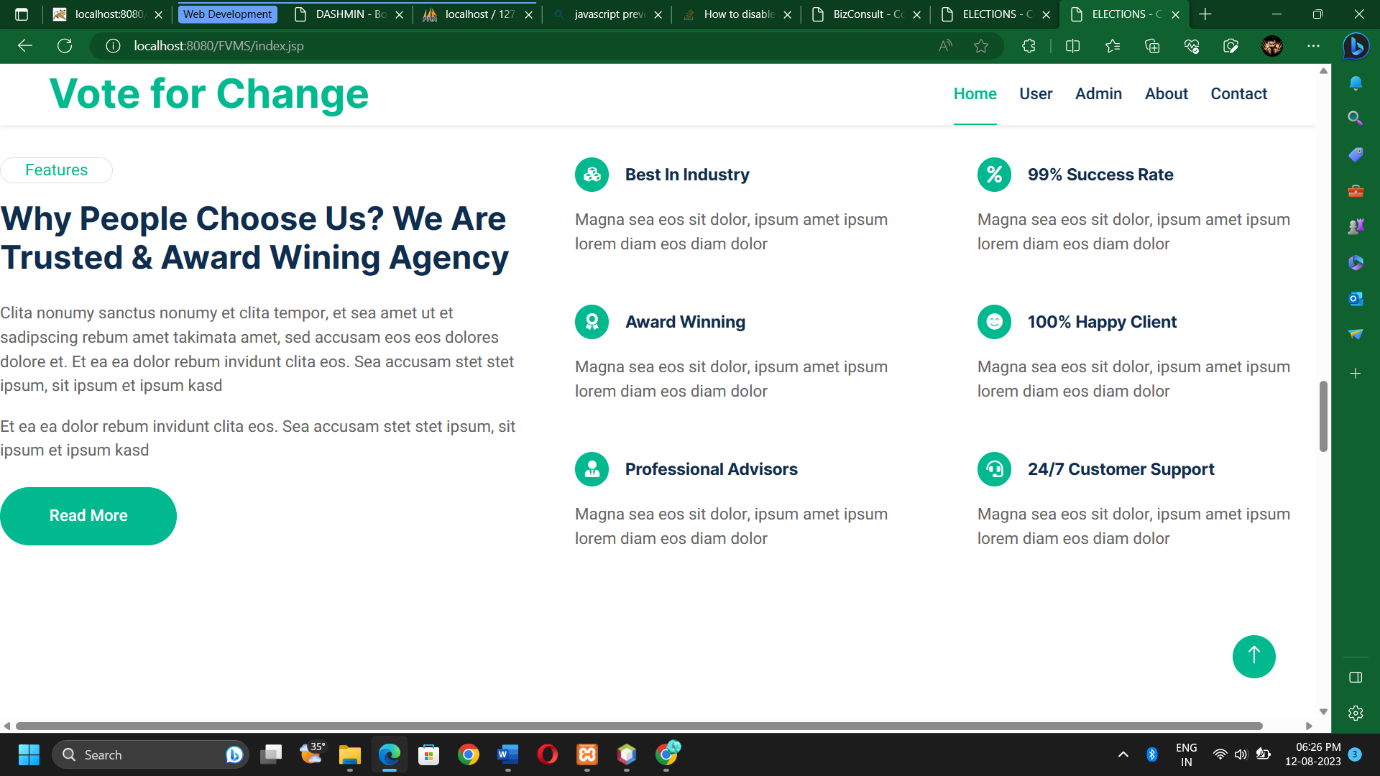 localhost:8080/
Web Development
DASHMIN - Bo
localhost / 127
javascript prev
How to disable
BizConsult - Co
ELECTIONS - C
ELECTIONS - C
localhost:8080/FVMS/index.jsp
Vote for Change
Home
User
Admin
About
Contact
Features
Why People Choose Us? We Are
Trusted & Award Wining Agency
Clita nonumy sanctus nonumy et clita tempor, et sea amet ut et
sadipscing rebum amet takimata amet, sed accusam eos eos dolores
dolore et. Et ea ea dolor rebum invidunt clita eos. Sea accusam stet stet
ipsum, sit ipsum et ipsum kasd
Et ea ea dolor rebum invidunt clita eos. Sea accusam stet stet ipsum, sit
ipsum et ipsum kasd
Read More
Best In Industry
Magna sea eos sit dolor, ipsum amet ipsum
lorem diam eos diam dolor
99% Success Rate
Magna sea eos sit dolor, ipsum amet ipsum
lorem diam eos diam dolor
Award Winning
Magna sea eos sit dolor, ipsum amet ipsum
lorem diam eos diam dolor
100% Happy Client
Magna sea eos sit dolor, ipsum amet ipsum
lorem diam eos diam dolor
Professional Advisors
Magna sea eos sit dolor, ipsum amet ipsum
lorem diam eos diam dolor
24/7 Customer Support
Magna sea eos sit dolor, ipsum amet ipsum
lorem diam eos diam dolor
Search
35°
ENG
IN
06:26 PM
12-08-2023
3